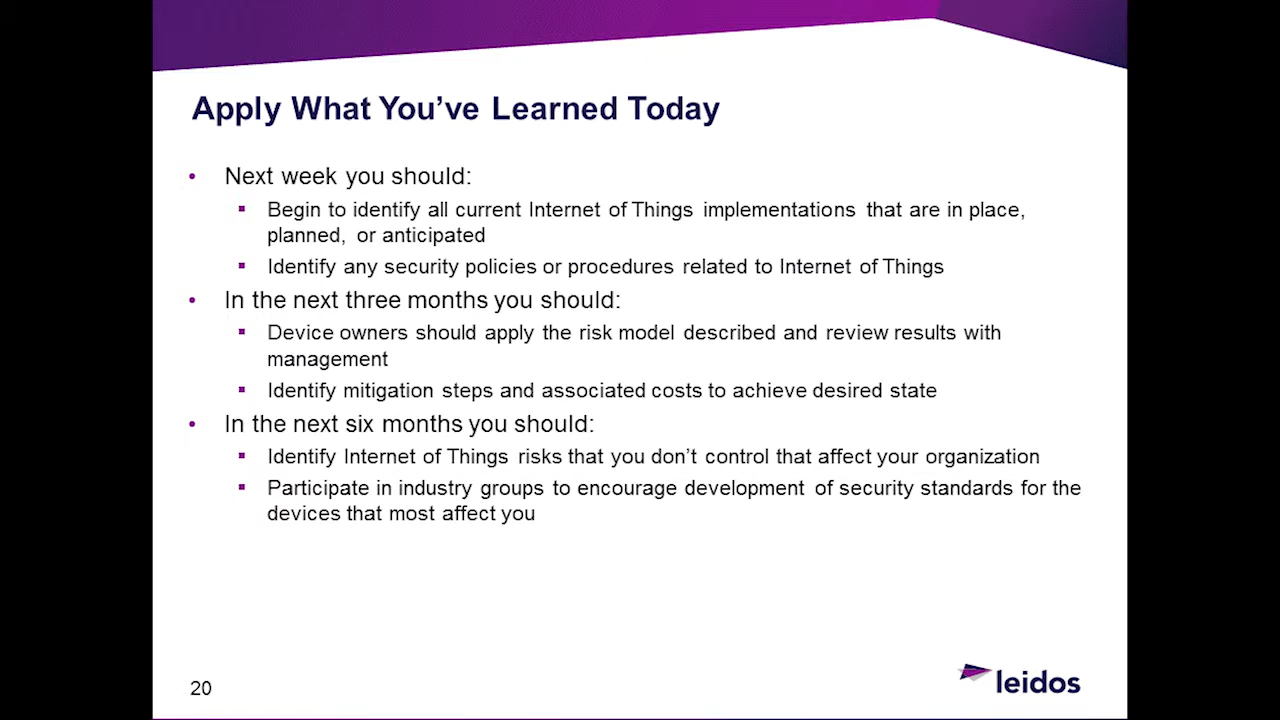 Apply What You’ve Learned Today
• Next week you should:
▪ Begin to identify all current Internet of Things implementations that are in place,
planned, or anticipated
▪ Identify any security policies or procedures related to Internet of Things
• In the next three months you should:
▪ Device owners should apply the risk model described and review results with
management
▪ Identify mitigation steps and associated costs to achieve desired state
• In the next six months you should:
▪ Identify Internet of Things risks that you don’t control that affect your organization
▪ Participate in industry groups to encourage development of security standards for the
devices that most affect you
20
leidos